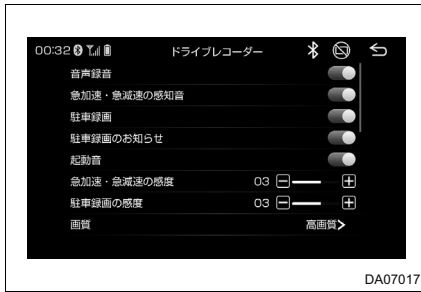 00:32 ドライブレコーダー
音声録音
急加速・急減速の感知音
駐車録画
駐車録画のお知らせ
起動音
急加速・急減速の感度 03
駐車録画の感度 03
画質 高画質>
DA07017